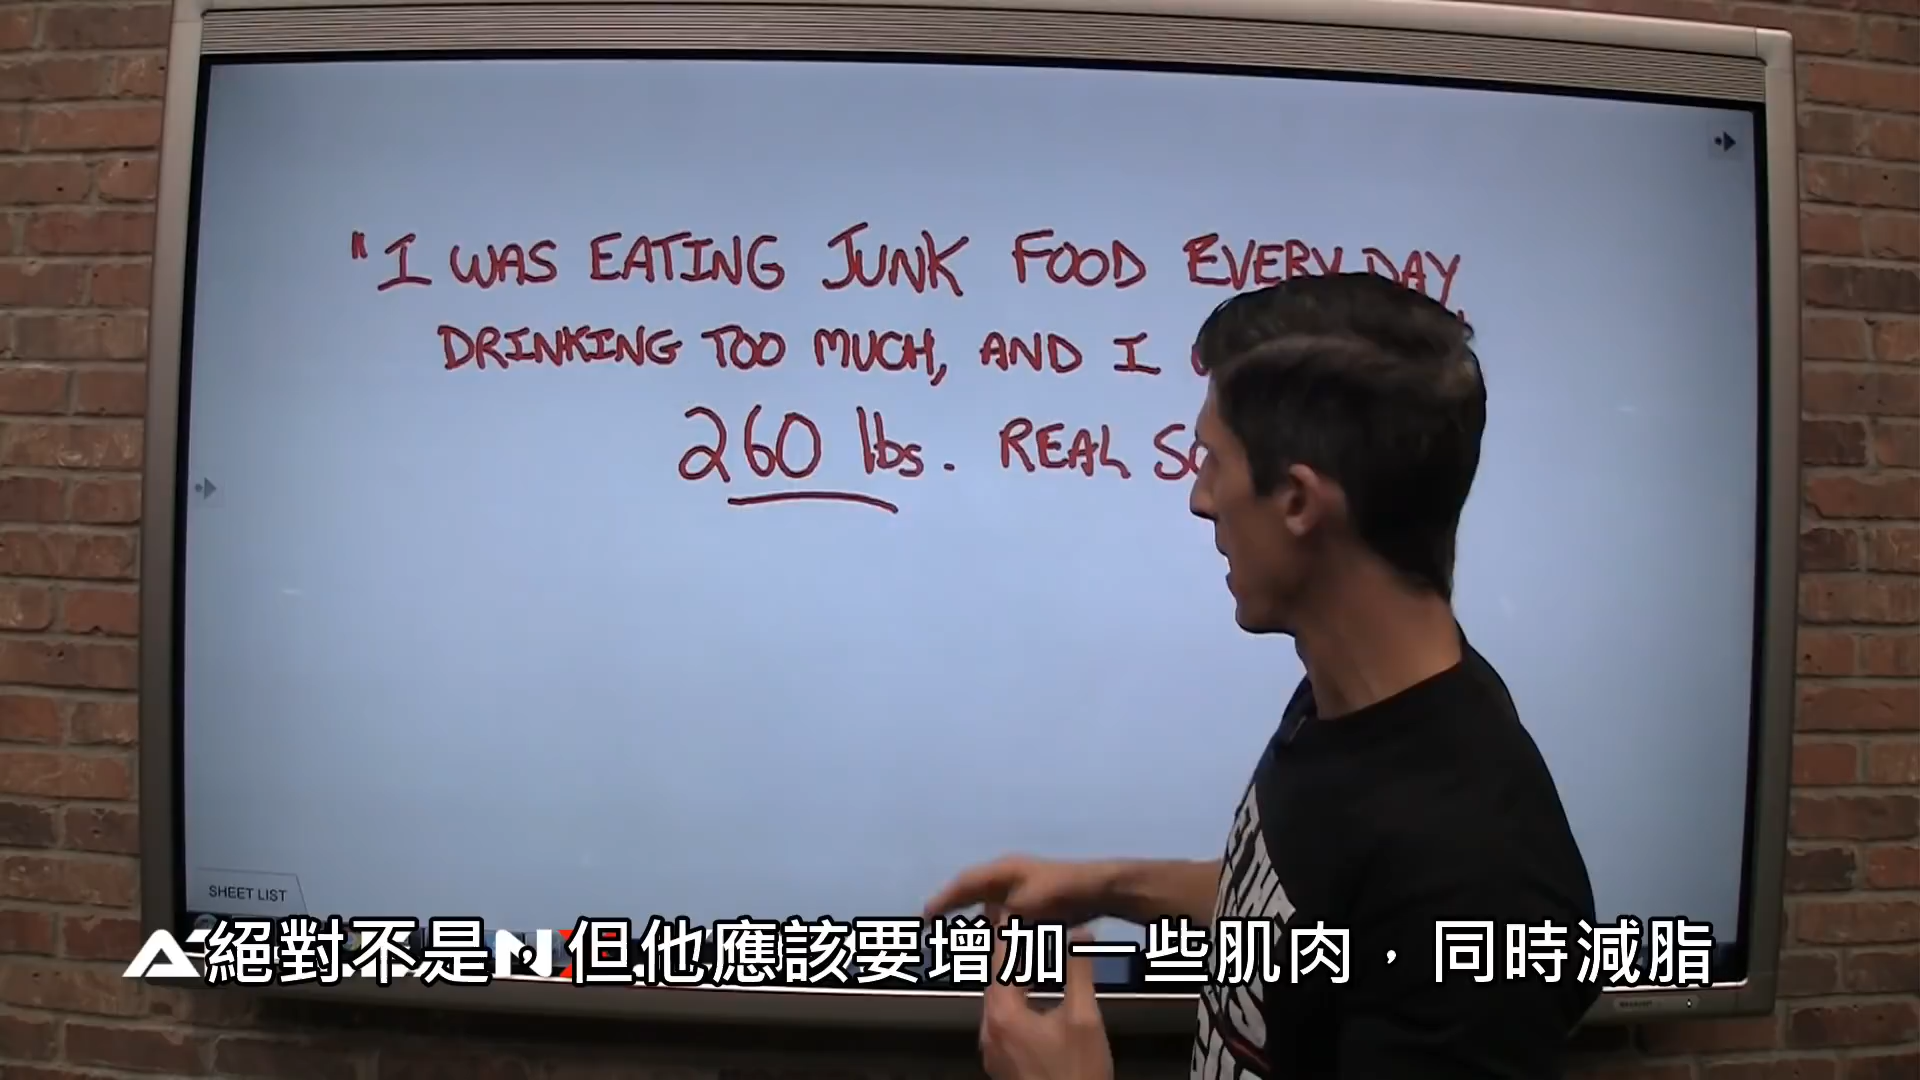 "I WAS EATING JUNK FOOD EVERY DAY
DRINKING TOO MUCH, AND I
260 lbs. REAL
SHEET LIST
絕對不是，但他應該要增加一些肌肉，同時減脂